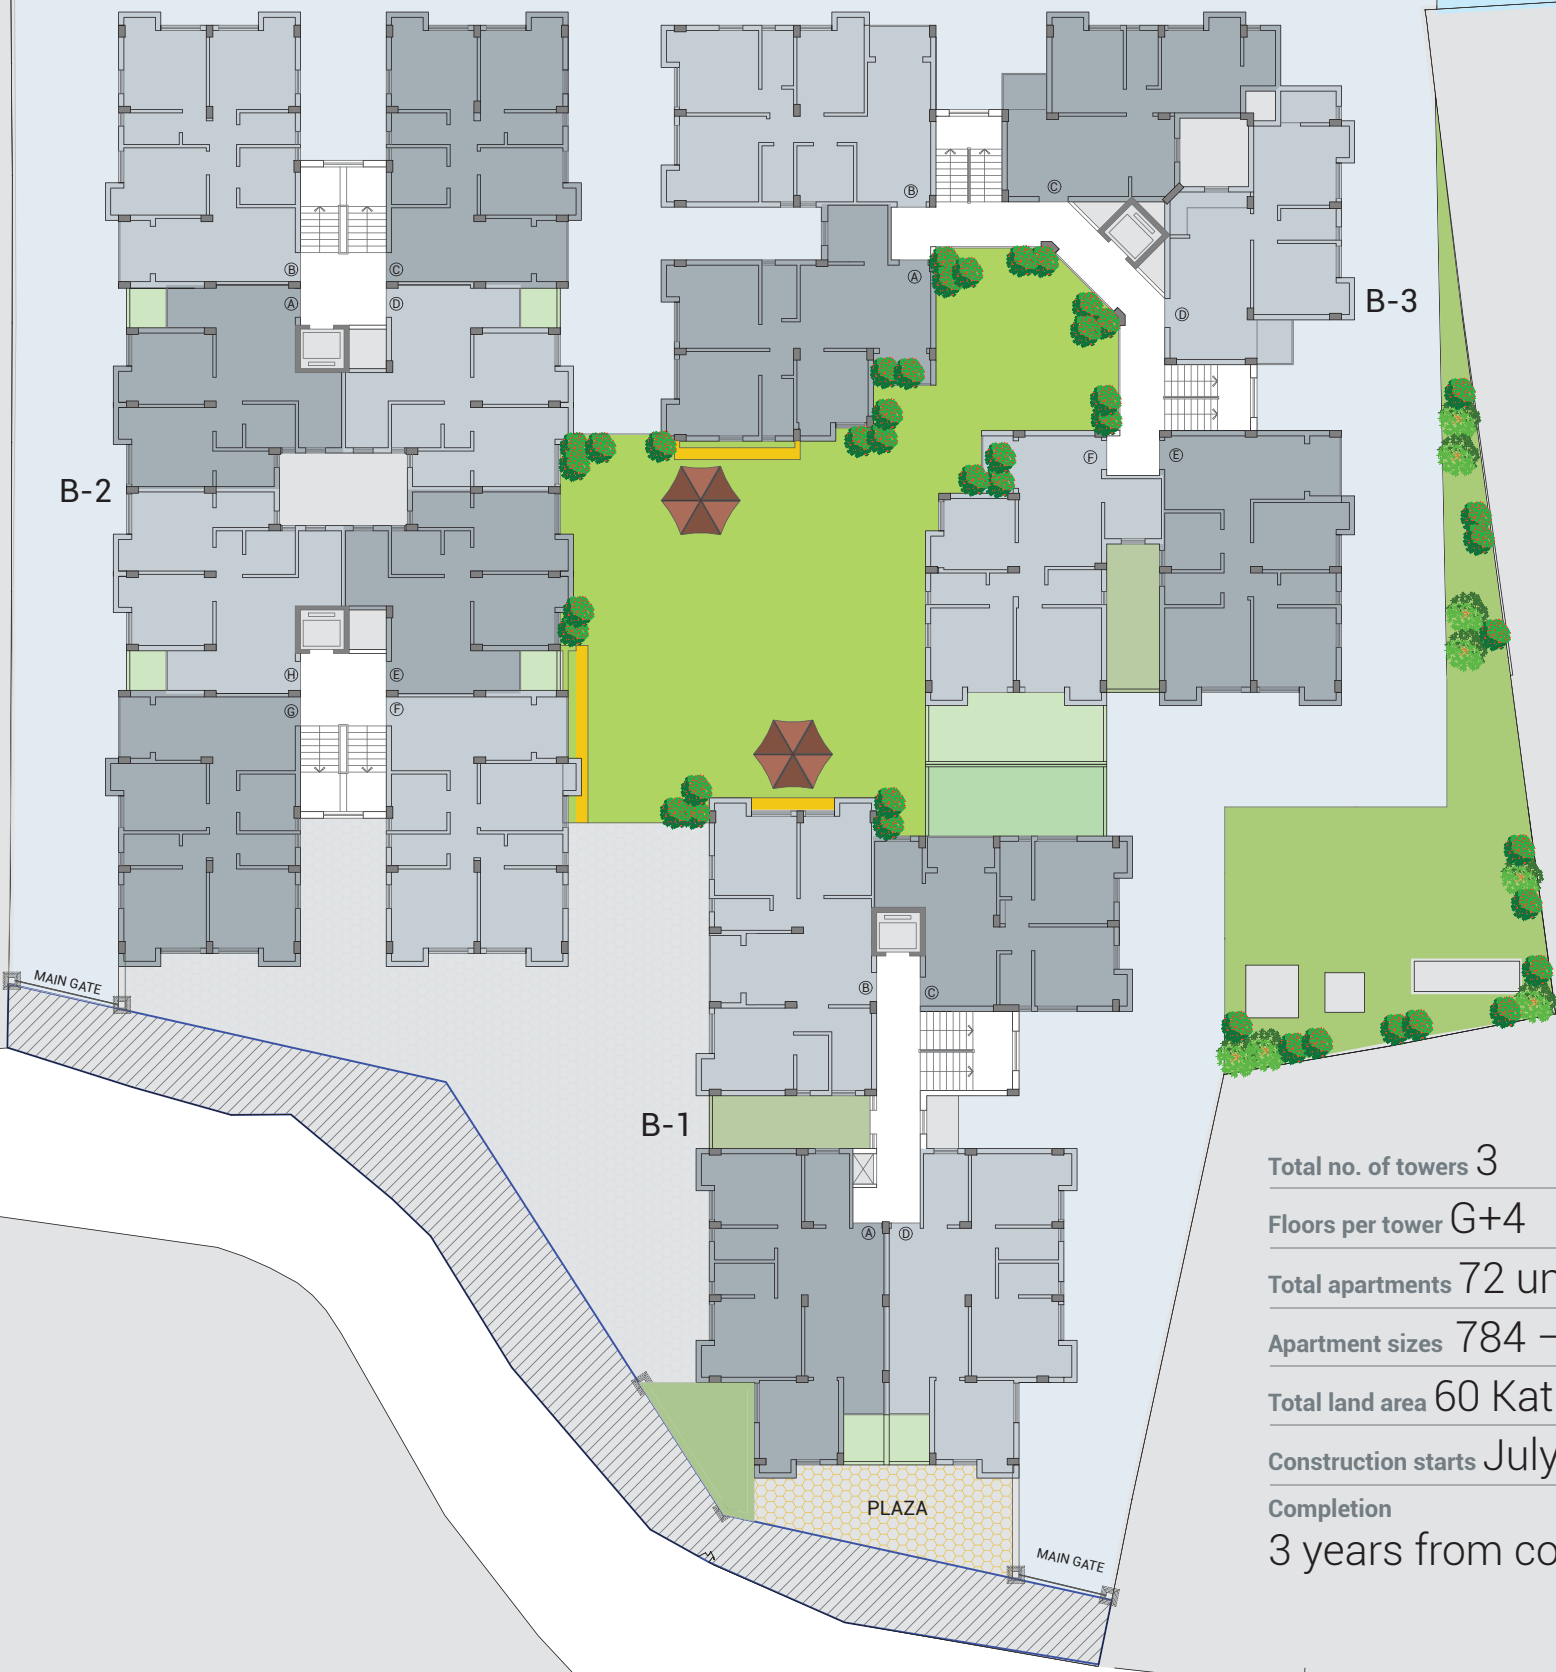 B
C
A
D
B-2
H
E
G
F
B
C
A
D
B-3
F
E
MAIN GATE
B
C
B-1
A
D
PLAZA
MAIN GATE
Total no. of towers 3
Floors per tower G+4
Total apartments 72
Apartment sizes 784 –
Total land area 60
Construction starts July
Completion
3 years from